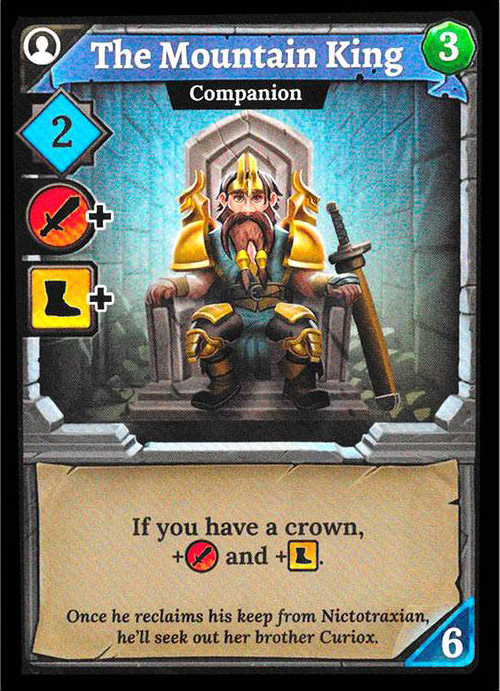 The Mountain King
3
Companion
2
+
+
If you have a crown,
+ and +.
Once he reclaims his keep from Nictotraxian,
he'll seek out her brother Curiox.
6